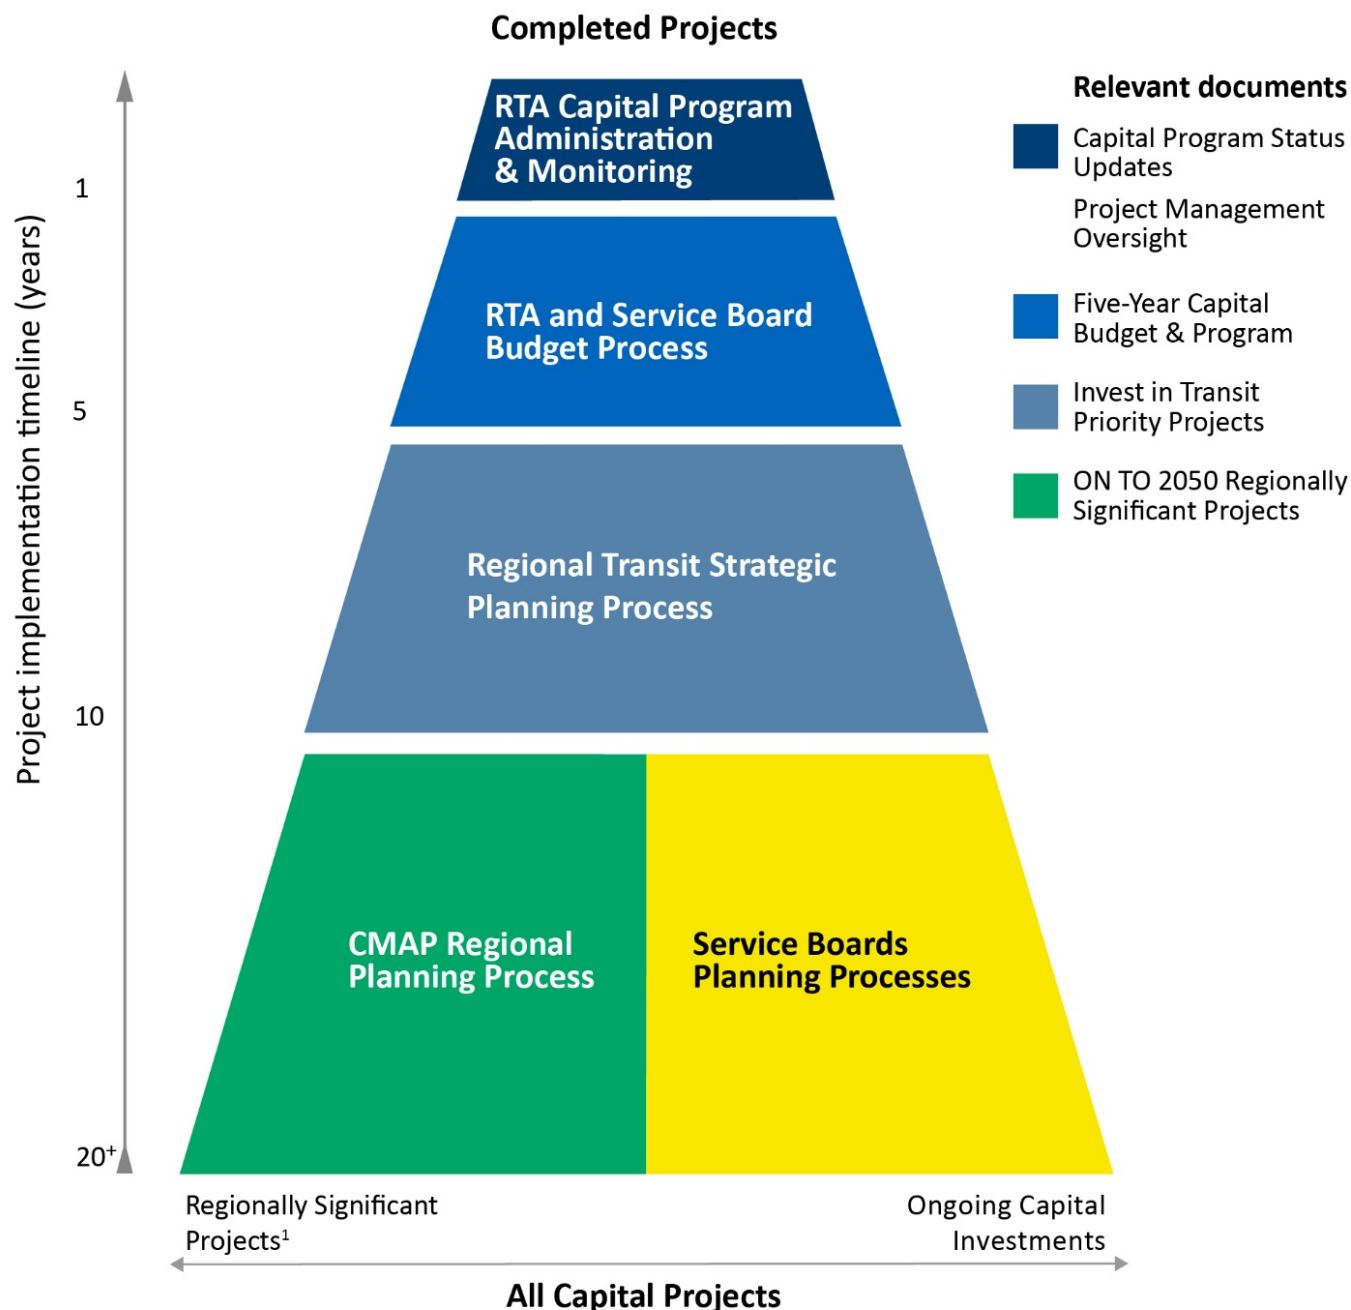 Completed Projects
RTA Capital Program
Administration
& Monitoring
RTA and Service Board
Budget Process
Regional Transit Strategic
Planning Process
CMAP Regional
Planning Process
Service Boards
Planning Processes
Project implementation timeline (years)
1
5
10
20⁺
Regionally Significant
Projects¹
Ongoing Capital
Investments
All Capital Projects
Relevant documents
Capital Program Status
Updates
Project Management
Oversight
Five-Year Capital
Budget & Program
Invest in Transit
Priority Projects
ON TO 2050 Regionally
Significant Projects